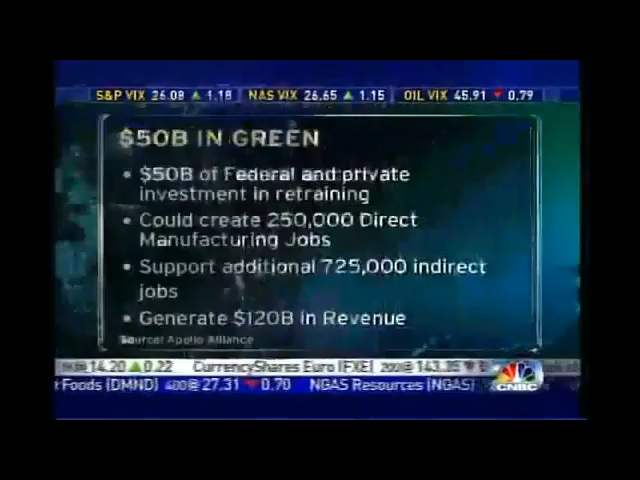 S&P VIX 26.08 ▲ 1.18 NAS VIX 26.65 ▲ 1.15 OIL VIX 45.91 ▼ 0.79
$50B IN GREEN
• $50B of Federal and private
investment in retraining
• Could create 250,000 Direct
Manufacturing Jobs
• Support additional 725,000 indirect
jobs
• Generate $120B in Revenue
Source: Apollo Alliance
14.20 ▲ 0.22 CurrencyShares Euro (FXE)
CNBC
t Foods (DMND) 400@ 27.31 ▼ 0.70 NGAS Resources (NGAS)